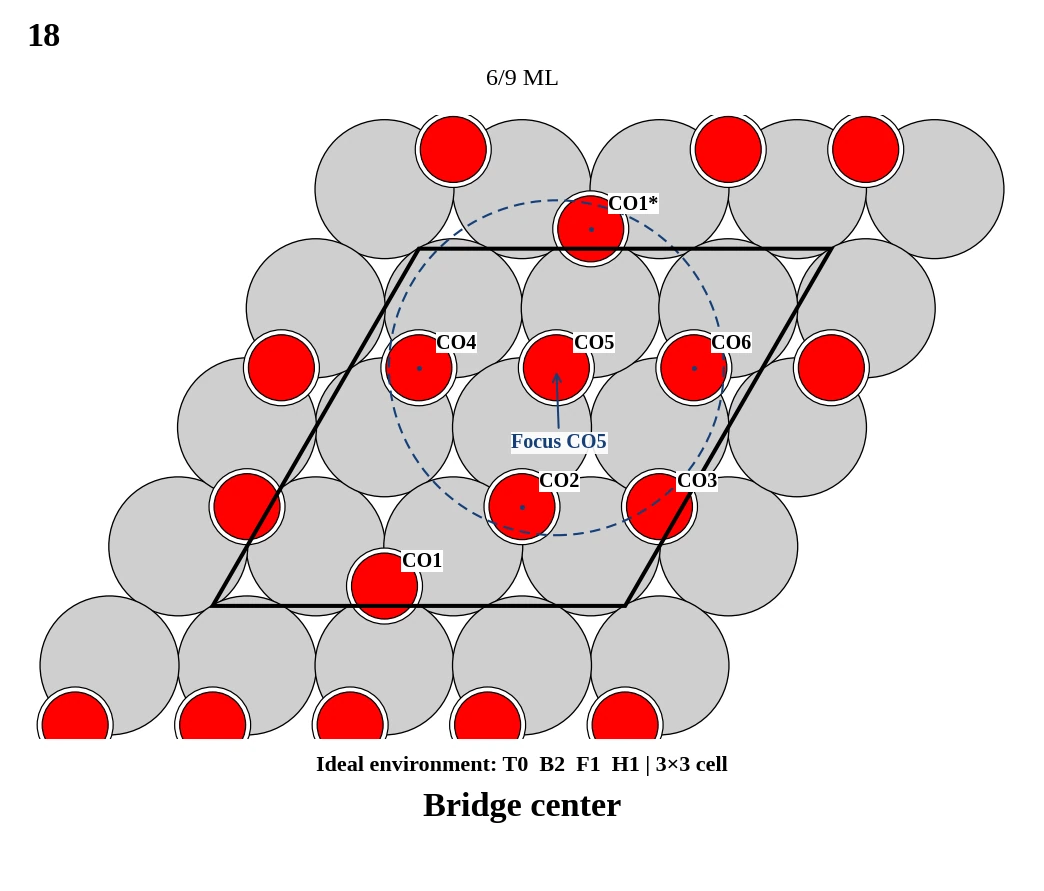 18
6/9 ML
CO1*
CO4
CO5
CO6
Focus CO5
CO2
CO3
CO1
Ideal environment: T0 B2 F1 H1 | 3×3 cell
Bridge center